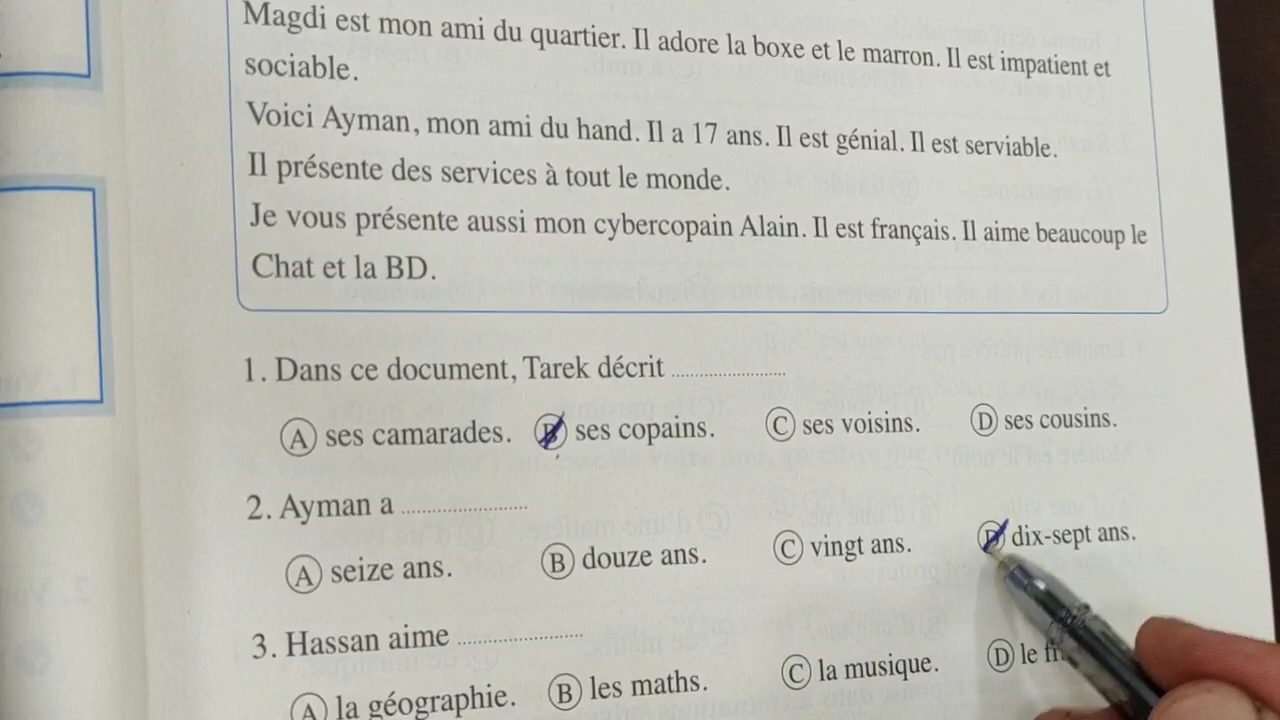 Magdi est mon ami du quartier. Il adore la boxe et le marron. Il est impatient et
sociable.
Voici Ayman, mon ami du hand. Il a 17 ans. Il est génial. Il est serviable.
Il présente des services à tout le monde.
Je vous présente aussi mon cybercopain Alain. Il est français. Il aime beaucoup le
Chat et la BD.
1. Dans ce document, Tarek décrit ........................
A ses camarades. B ses copains. C ses voisins. D ses cousins.
2. Ayman a ........................
A seize ans. B douze ans. C vingt ans. D dix-sept ans.
3. Hassan aime ........................
A la géographie. B les maths. C la musique. D le